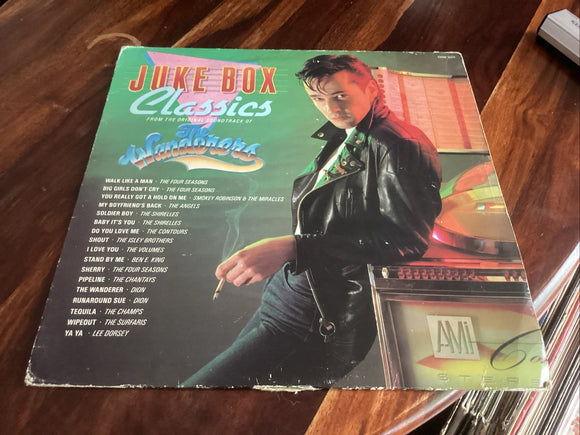 JUKE BOX
Classics
FROM THE ORIGINAL SOUNDTRACK OF
The
Wanderers
WALK LIKE A MAN · THE FOUR SEASONS
BIG GIRLS DON'T CRY · THE FOUR SEASONS
YOU REALLY GOT A HOLD ON ME · SMOKEY ROBINSON & THE MIRACLES
MY BOYFRIEND'S BACK · THE ANGELS
SOLDIER BOY · THE SHIRELLES
BABY IT'S YOU · THE SHIRELLES
DO YOU LOVE ME · THE CONTOURS
SHOUT · THE ISLEY BROTHERS
I LOVE YOU · THE VOLUMES
STAND BY ME · BEN E. KING
SHERRY · THE FOUR SEASONS
PIPELINE · THE CHANTAYS
THE WANDERER · DION
RUNAROUND SUE · DION
TEQUILA · THE CHAMPS
WIPEOUT · THE SURFARIS
YA YA · LEE DORSEY
AMi
STERE